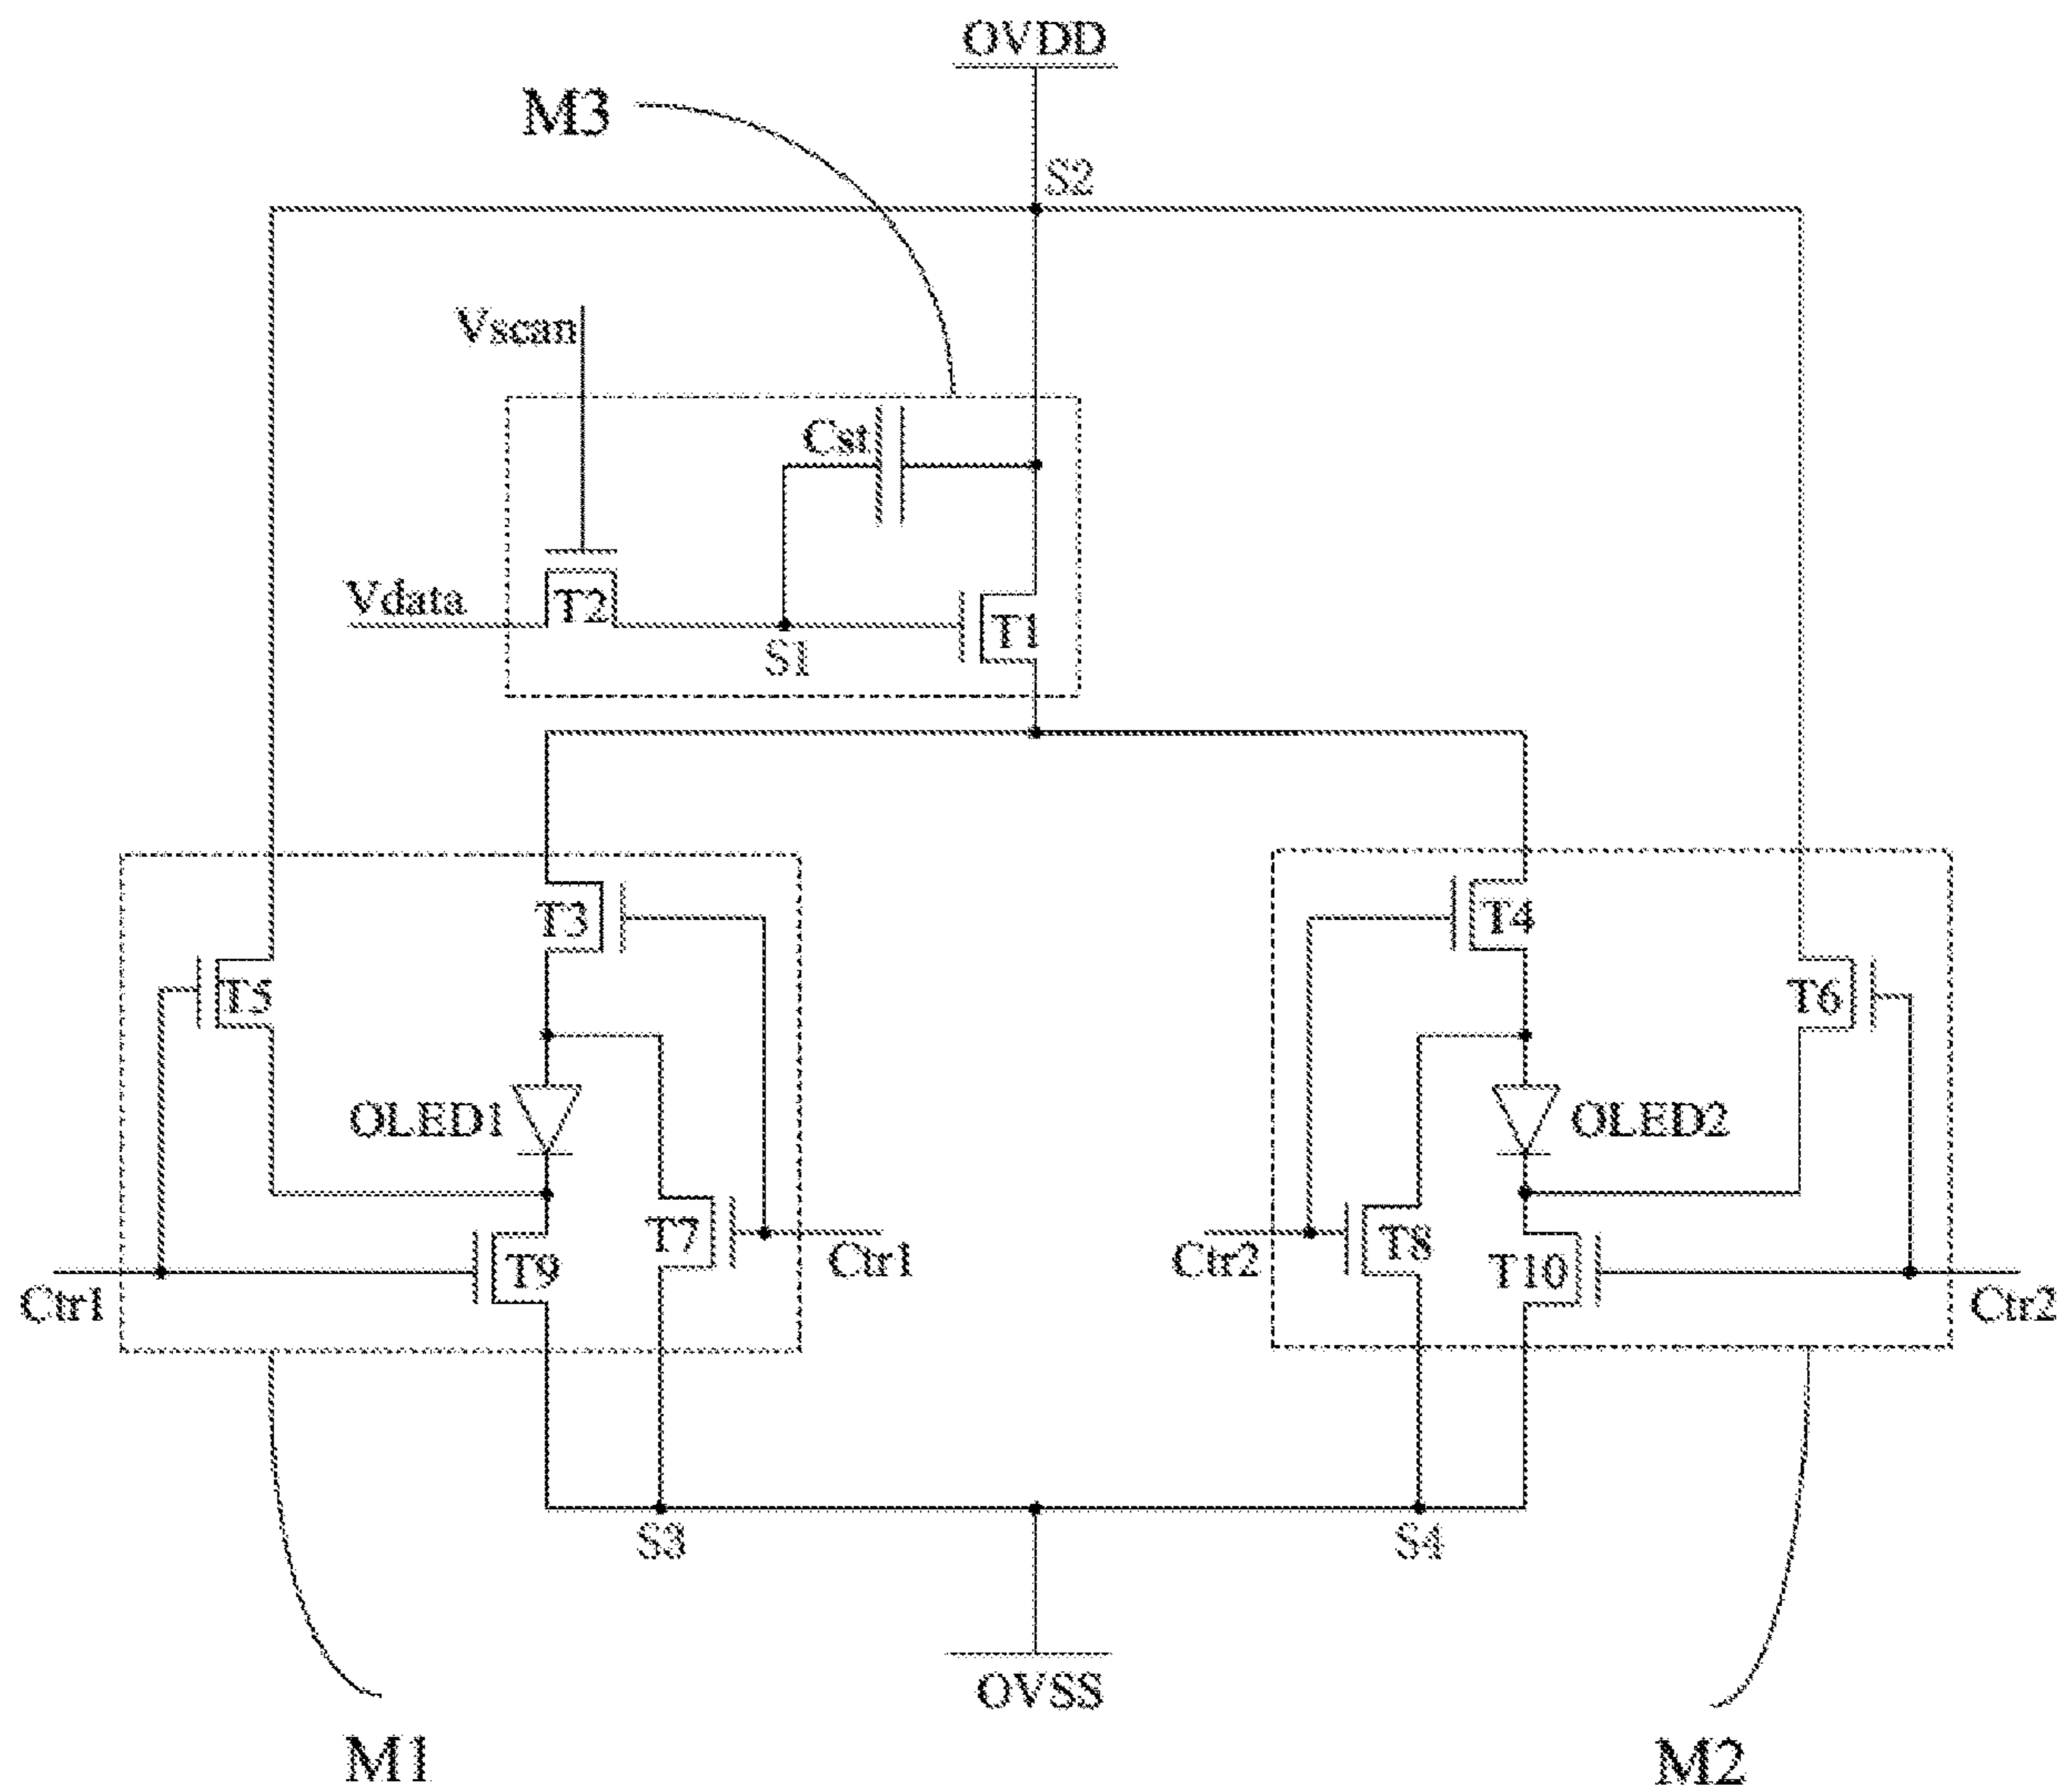 OVDD
M3
S2
Vscan
Cst
Vdata
T2
T1
S1
T3
T4
T5
T6
OLED1
OLED2
T7
T8
T9
T10
Ctr1
Ctr2
Ctr1
Ctr2
S3
S4
OVSS
M1
M2